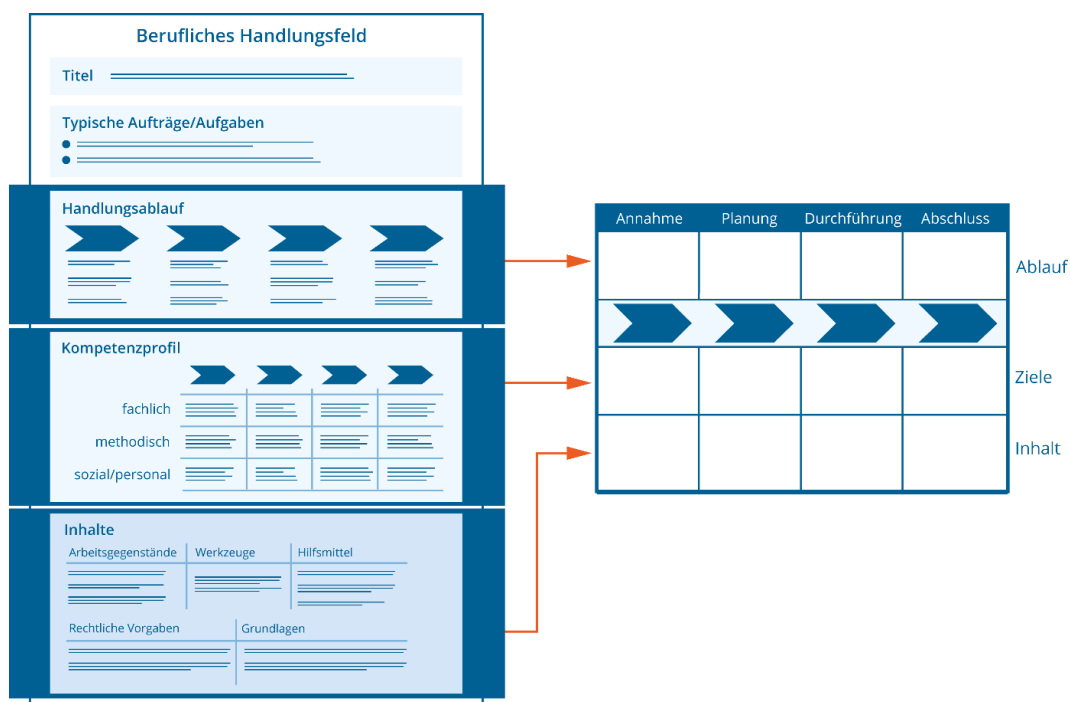 Berufliches Handlungsfeld
Titel
Typische Aufträge/Aufgaben
Handlungsablauf
Kompetenzprofil
fachlich
methodisch
sozial/personal
Inhalte
Arbeitsgegenstände Werkzeuge Hilfsmittel
Rechtliche Vorgaben Grundlagen
Annahme Planung Durchführung Abschluss
Ablauf
Ziele
Inhalt